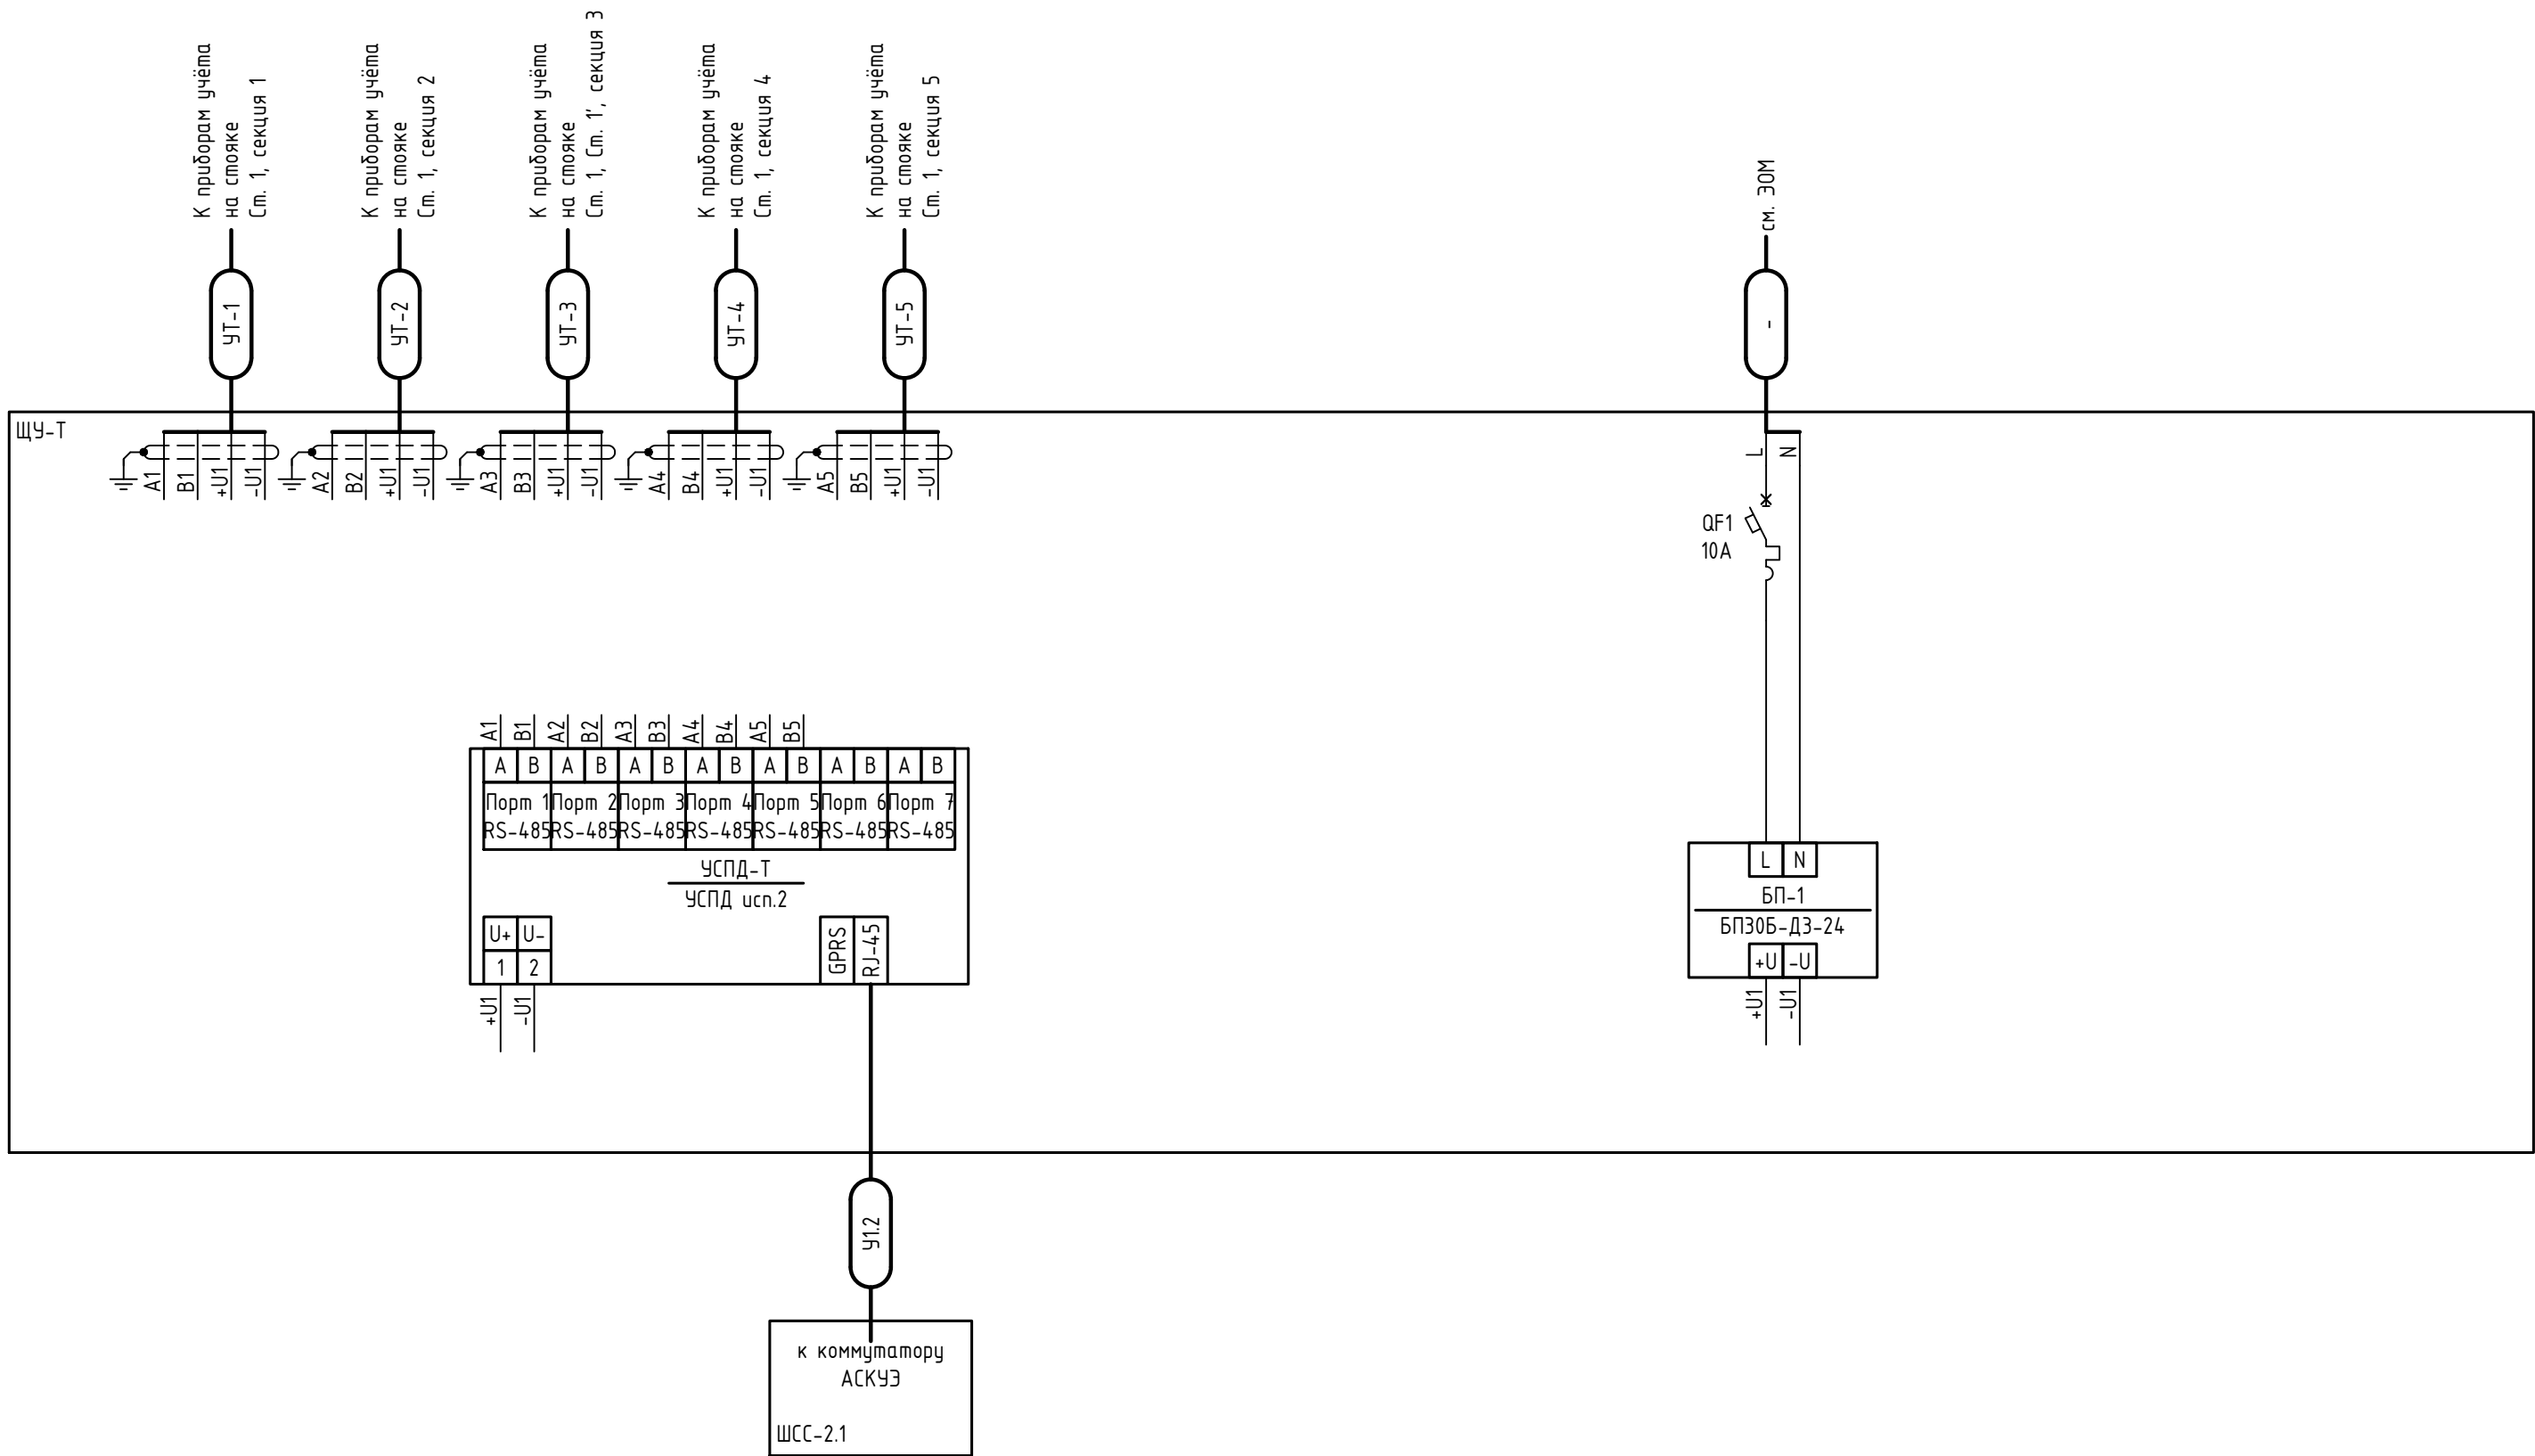 К приборам учёта
на стояке
Ст. 1, секция 1
К приборам учёта
на стояке
Ст. 1, секция 2
К приборам учёта
на стояке
Ст. 1, Ст. 1', секция 3
К приборам учёта
на стояке
Ст. 1, секция 4
К приборам учёта
на стояке
Ст. 1, секция 5
см. ЭОМ
УТ-1
УТ-2
УТ-3
УТ-4
УТ-5
-
ЩУ-Т
A1 B1 +U1 -U1
A2 B2 +U1 -U1
A3 B3 +U1 -U1
A4 B4 +U1 -U1
A5 B5 +U1 -U1
L N
QF1
10А
A1 B1 A2 B2 A3 B3 A4 B4 A5 B5
A B A B A B A B A B A B A B
Порт 1 Порт 2 Порт 3 Порт 4 Порт 5 Порт 6 Порт 7
RS-485 RS-485 RS-485 RS-485 RS-485 RS-485 RS-485
УСПД-Т
УСПД исп.2
U+ U-
1 2
GPRS
RJ-45
+U1 -U1
L N
БП-1
БП30Б-Д3-24
+U -U
+U1 -U1
У1.2
к коммутатору
АСКУЭ
ШСС-2.1